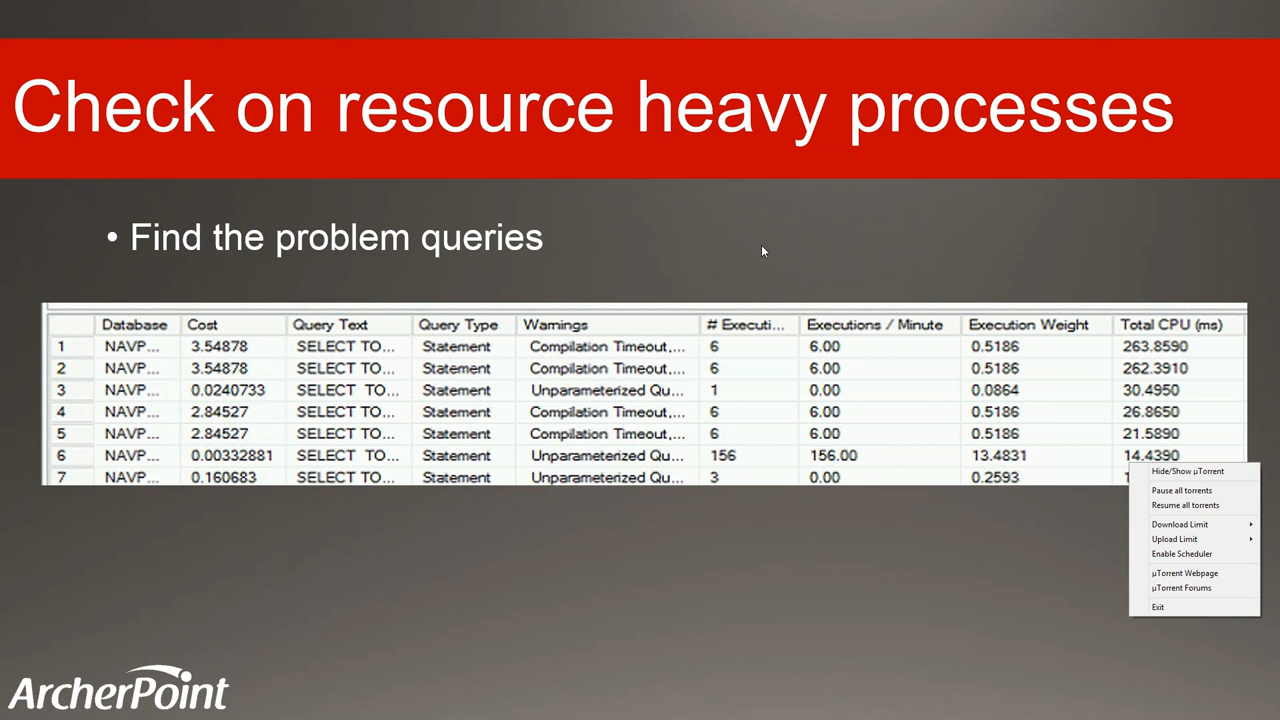 Check on resource heavy processes
• Find the problem queries
Database Cost Query Text Query Type Warnings # Executi... Executions / Minute Execution Weight Total CPU (ms)
1 NAVP... 3.54878 SELECT TO... Statement Compilation Timeout,... 6 6.00 0.5186 263.8590
2 NAVP... 3.54878 SELECT TO... Statement Compilation Timeout,... 6 6.00 0.5186 262.3910
3 NAVP... 0.0240733 SELECT TO... Statement Unparameterized Qu... 1 0.00 0.0864 30.4950
4 NAVP... 2.84527 SELECT TO... Statement Compilation Timeout,... 6 6.00 0.5186 26.8650
5 NAVP... 2.84527 SELECT TO... Statement Compilation Timeout,... 6 6.00 0.5186 21.5890
6 NAVP... 0.00332881 SELECT TO... Statement Unparameterized Qu... 156 156.00 13.4831 14.4390
7 NAVP... 0.160683 SELECT TO... Statement Unparameterized Qu... 3 0.00 0.2593
Hide/Show µTorrent
Pause all torrents
Resume all torrents
Download Limit
Upload Limit
Enable Scheduler
µTorrent Webpage
µTorrent Forums
Exit
ArcherPoint